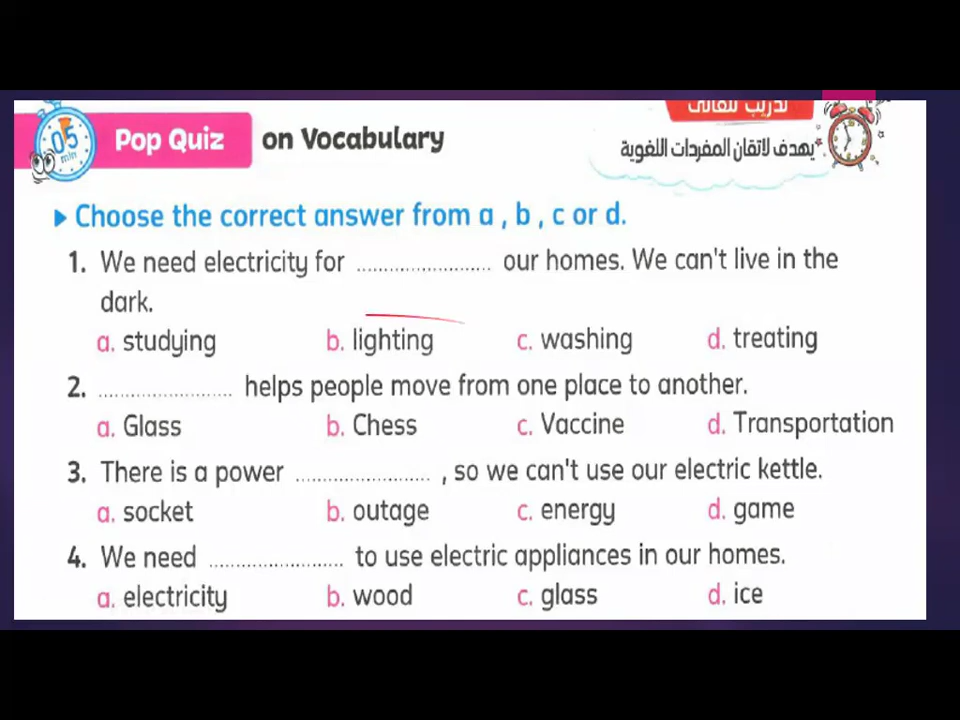 تدريب تلقائى
05 min
Pop Quiz on Vocabulary
يهدف لاتقان المفردات اللغوية*
Choose the correct answer from a , b , c or d.
1. We need electricity for ........................ our homes. We can't live in the
dark.
a. studying b. lighting c. washing d. treating
2. ........................ helps people move from one place to another.
a. Glass b. Chess c. Vaccine d. Transportation
3. There is a power ........................ , so we can't use our electric kettle.
a. socket b. outage c. energy d. game
4. We need ........................ to use electric appliances in our homes.
a. electricity b. wood c. glass d. ice